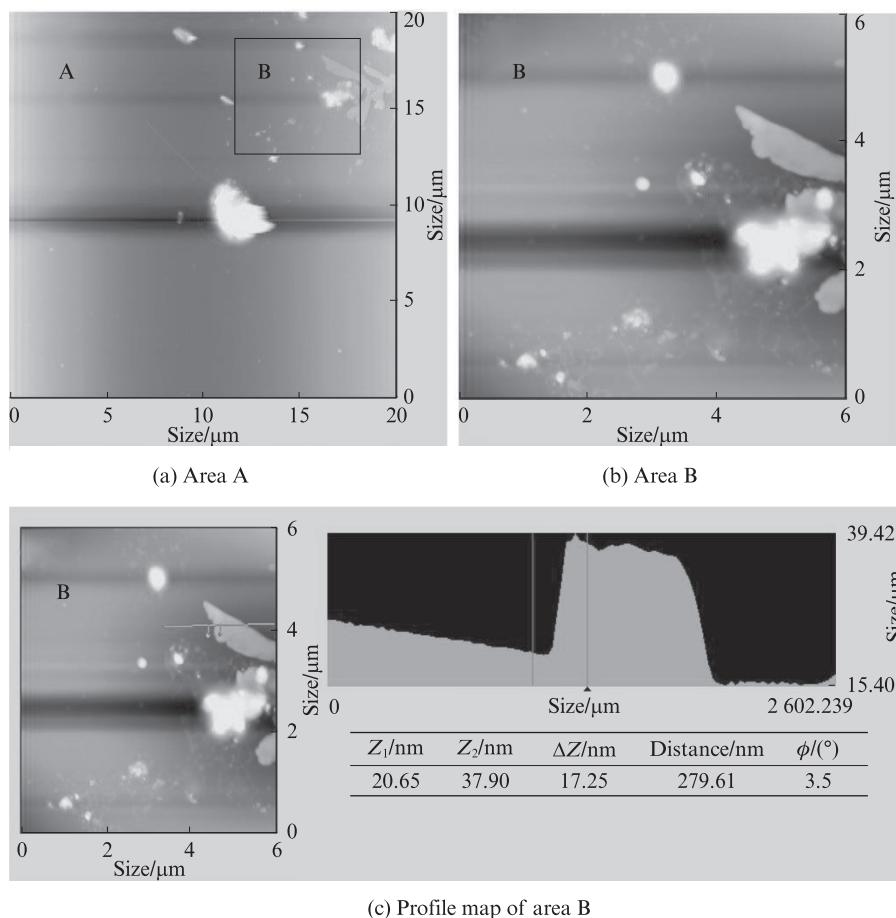 A
B
20
15
10
5
0
Size/μm
0
5
10
15
20
Size/μm
(a) Area A
B
6
4
2
0
Size/μm
0
2
4
6
Size/μm
(b) Area B
B
6
4
2
0
Size/μm
0
2
4
6
Size/μm
39.42
15.40
Size/μm
0
Size/μm
2 602.239
Z₁/nm Z₂/nm ΔZ/nm Distance/nm ϕ/(°)
20.65 37.90 17.25 279.61 3.5
(c) Profile map of area B